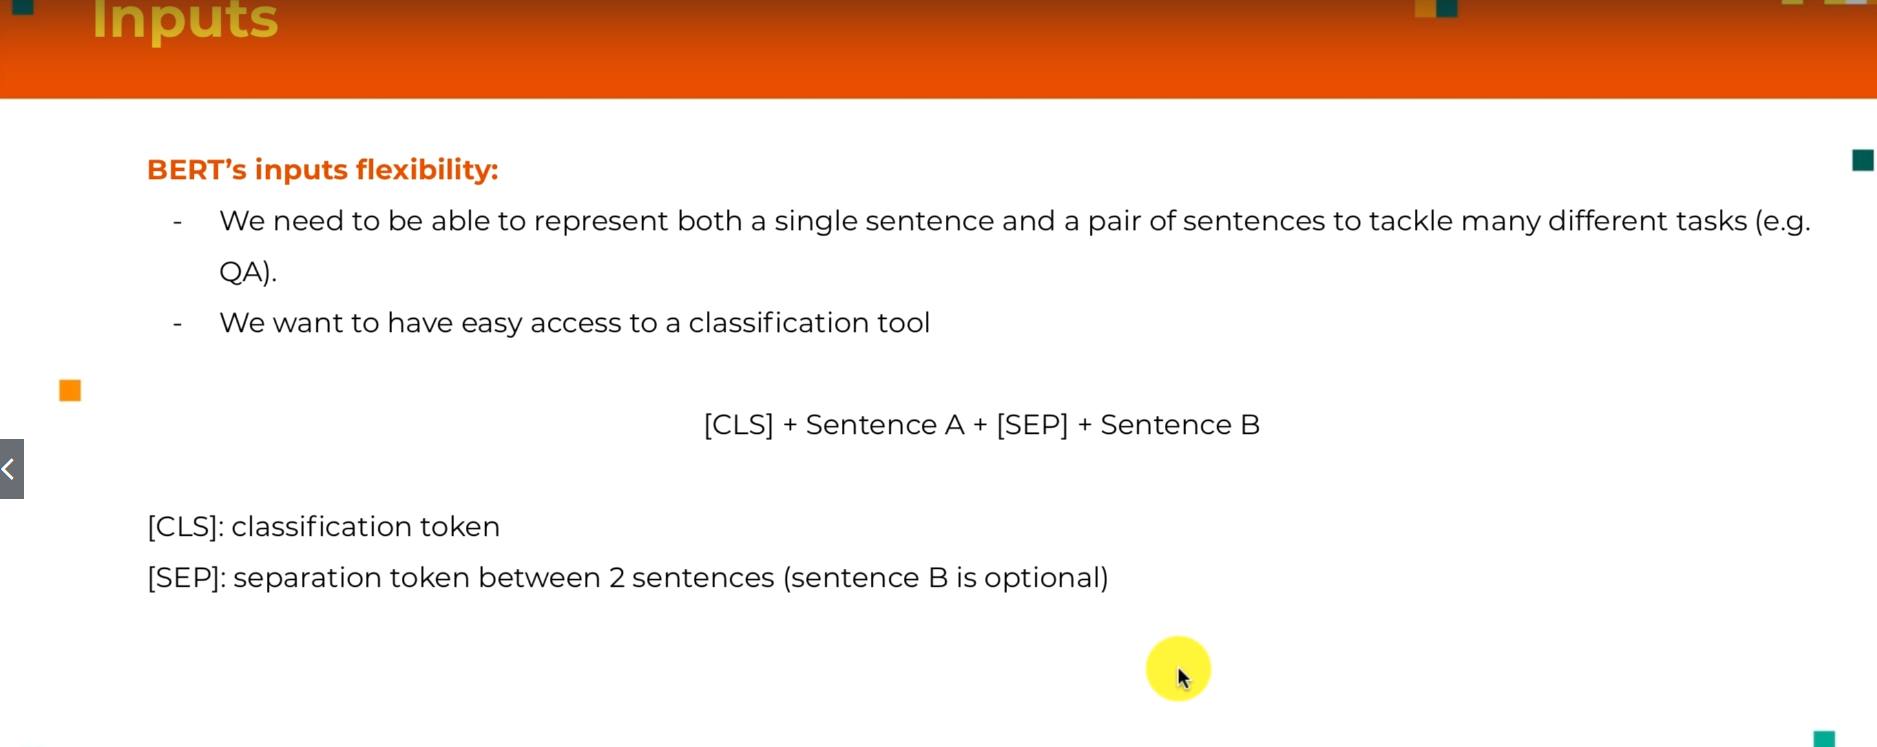 Inputs
BERT’s inputs flexibility:
- We need to be able to represent both a single sentence and a pair of sentences to tackle many different tasks (e.g.
QA).
- We want to have easy access to a classification tool
[CLS] + Sentence A + [SEP] + Sentence B
[CLS]: classification token
[SEP]: separation token between 2 sentences (sentence B is optional)